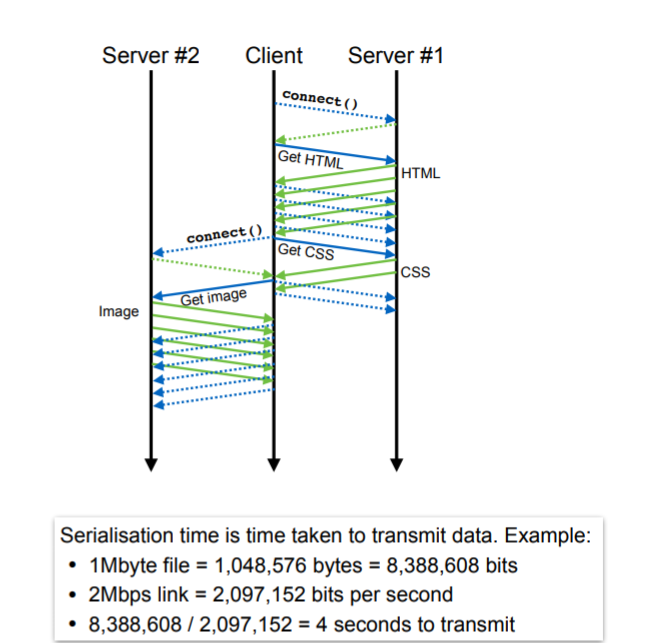 Server #2 Client Server #1
connect()
Get HTML
HTML
connect()
Get CSS
CSS
Get image
Image
Serialisation time is time taken to transmit data. Example:
• 1Mbyte file = 1,048,576 bytes = 8,388,608 bits
• 2Mbps link = 2,097,152 bits per second
• 8,388,608 / 2,097,152 = 4 seconds to transmit